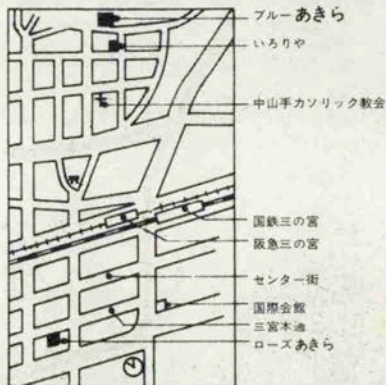 ブルーあきら
いろりや
中山手カソリック教会
国鉄三の宮
阪急三の宮
センター街
国際会館
三宮本通
ローズあきら